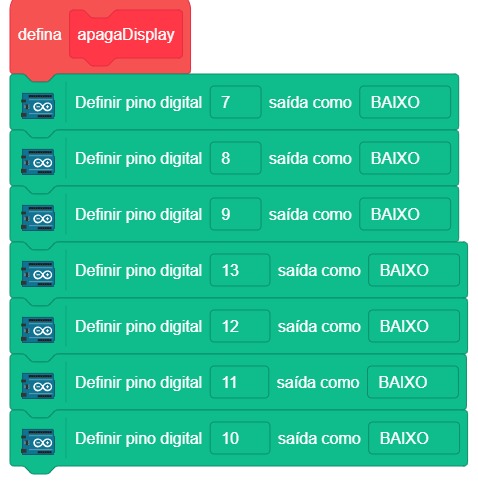 defina apagaDisplay
Definir pino digital 7 saída como BAIXO
Definir pino digital 8 saída como BAIXO
Definir pino digital 9 saída como BAIXO
Definir pino digital 13 saída como BAIXO
Definir pino digital 12 saída como BAIXO
Definir pino digital 11 saída como BAIXO
Definir pino digital 10 saída como BAIXO